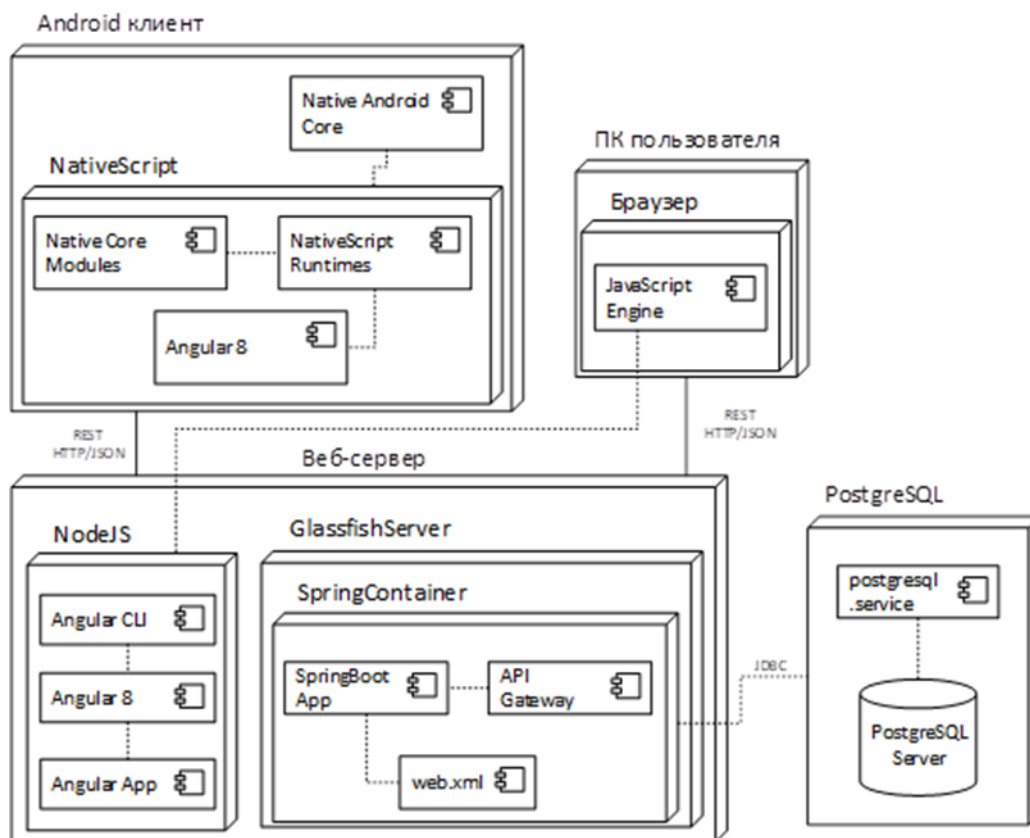 Android клиент
Native Android
Core
NativeScript
Native Core
Modules
NativeScript
Runtimes
Angular 8
ПК пользователя
Браузер
JavaScript
Engine
REST
HTTP/JSON
REST
HTTP/JSON
Веб-сервер
NodeJS
Angular CLI
Angular 8
Angular App
GlassfishServer
SpringContainer
SpringBoot
App
API
Gateway
web.xml
JDBC
PostgreSQL
postgresql
.service
PostgreSQL
Server